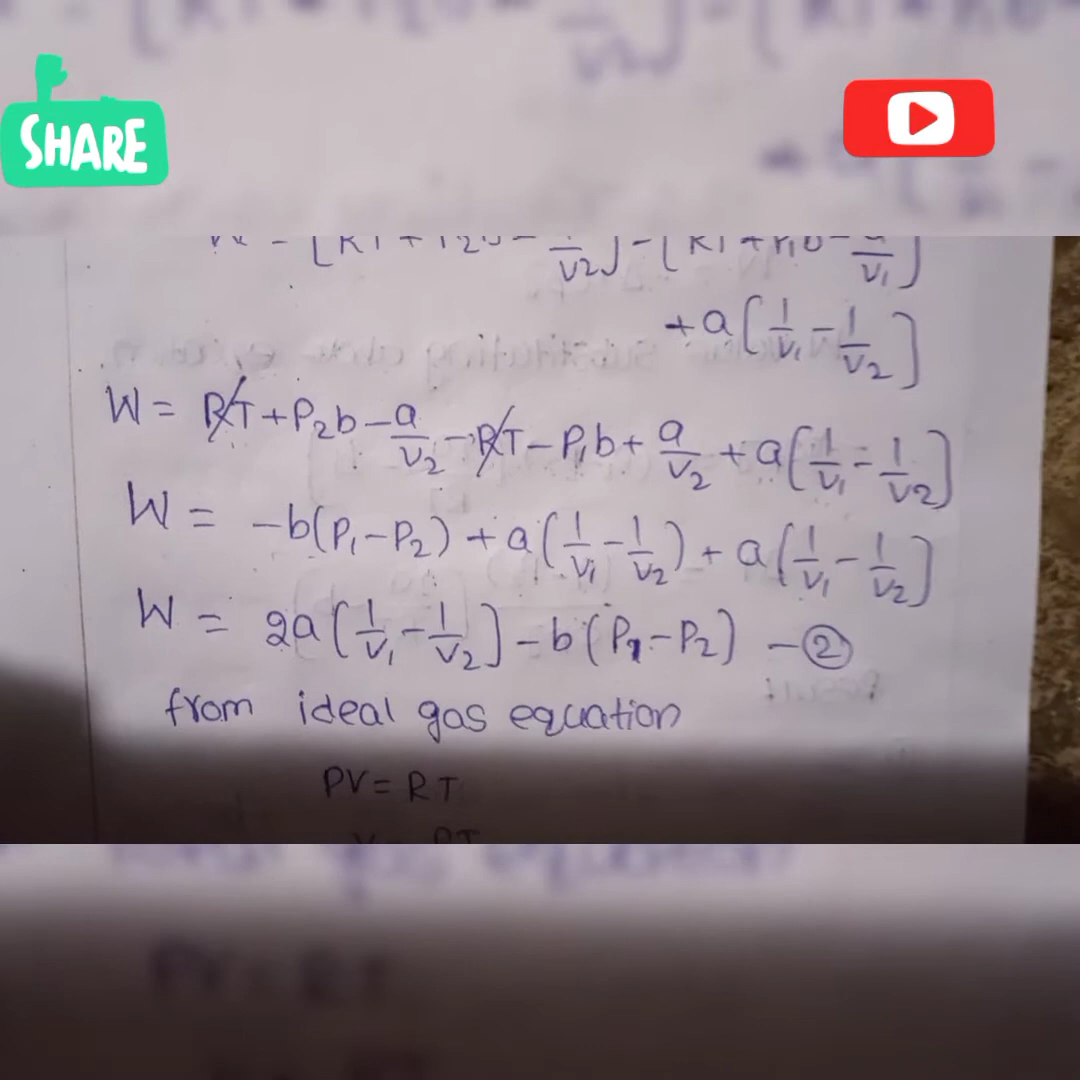 SHARE
+ a [1/V₁ - 1/V₂]
W = RT + P₂b - a/V₂ - RT - P₁b + a/V₂ + a[1/V₁ - 1/V₂]
W = -b(P₁-P₂) + a(1/V₁ - 1/V₂) + a[1/V₁ - 1/V₂]
W = 2a[1/V₁ - 1/V₂] - b(P₁-P₂) - ②
from ideal gas equation
PV = RT